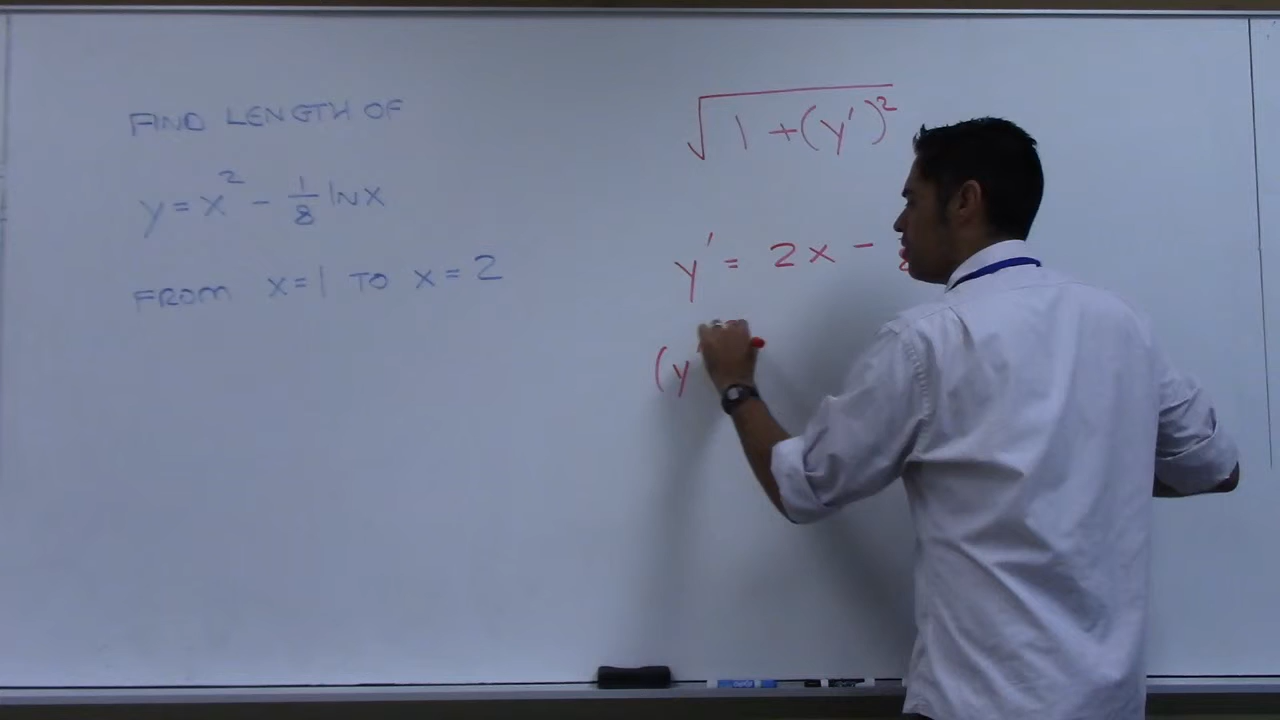 FIND LENGTH OF
y = x² - 1/8 ln x
FROM x = 1 TO x = 2
√(1 + (y')²)
y' = 2x -
(y